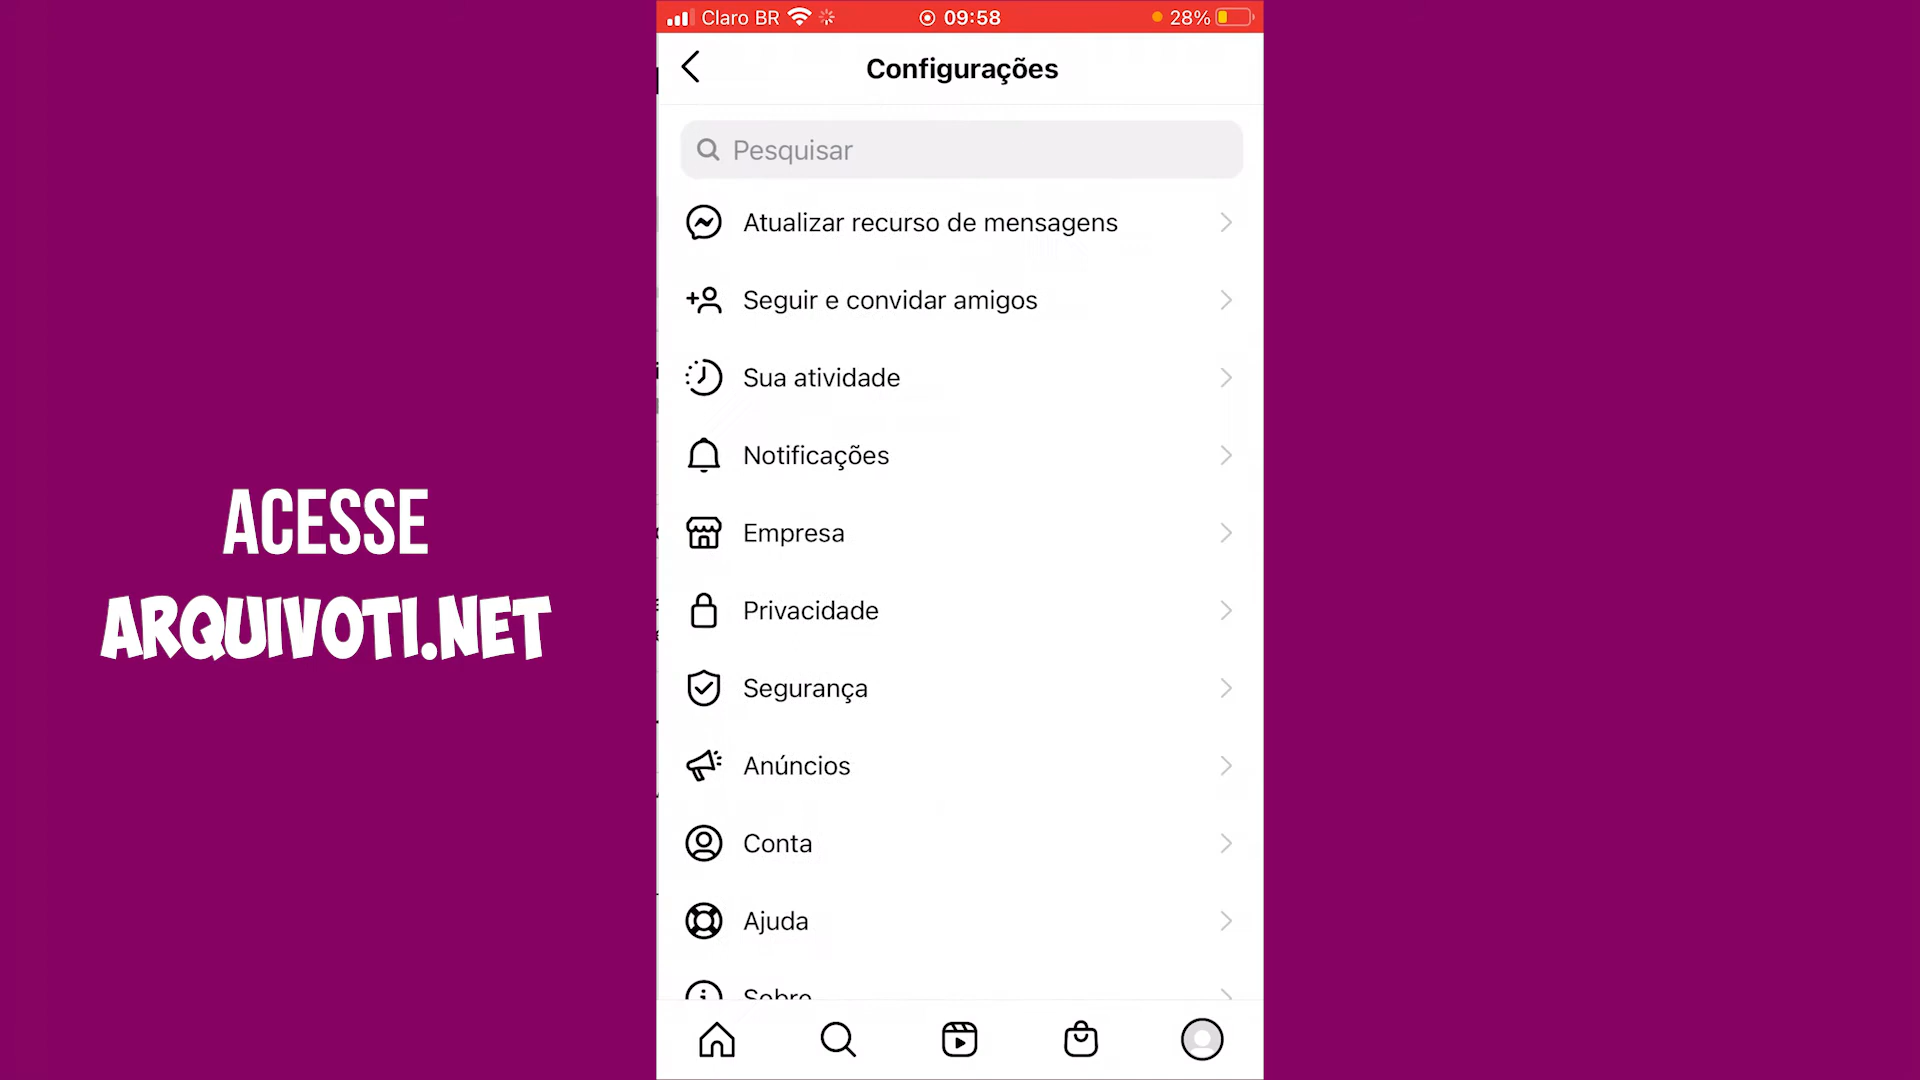 Claro BR
09:58
28%
Configurações
Pesquisar
Atualizar recurso de mensagens
Seguir e convidar amigos
Sua atividade
Notificações
Empresa
Privacidade
Segurança
Anúncios
Conta
Ajuda
Sobre
ACESSE
ARQUIVOTI.NET